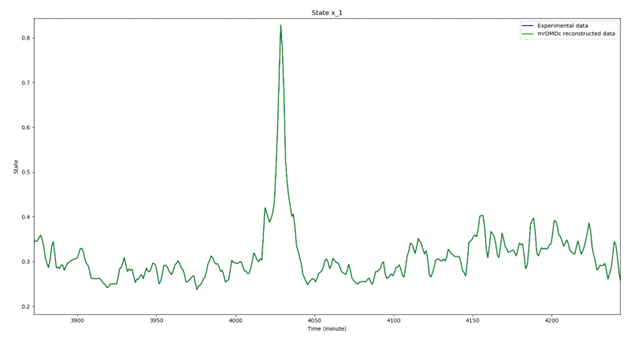 State x_1
Experimental data
mrDMDc reconstructed data
0.8
0.7
0.6
State
0.5
0.4
0.3
0.2
3900 3950 4000 4050 4100 4150 4200
Time (minute)